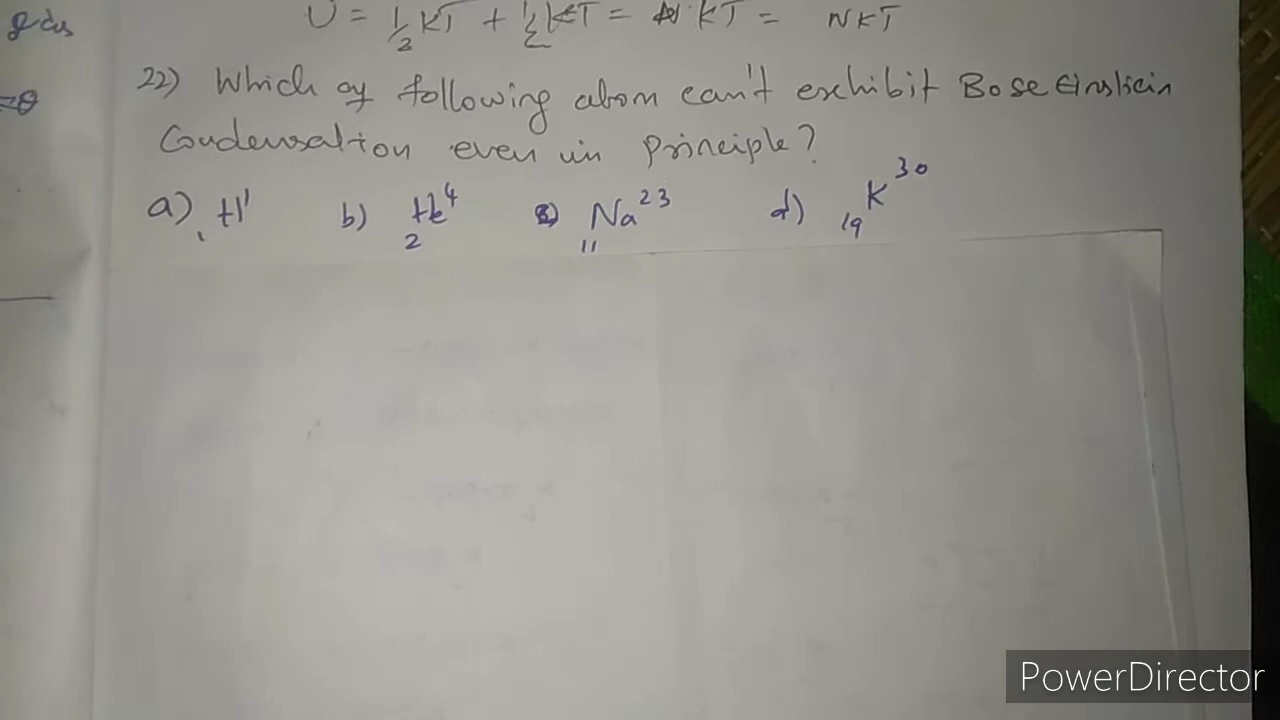 U = 1/2 KT + 1/2 KT = KT = NKT
22) Which of following atom can't exhibit Bose Einstein
Condensation even in principle?
a) ₁H¹ b) ₂He⁴ c) ₁₁Na²³ d) ₁₉K³⁰
PowerDirector